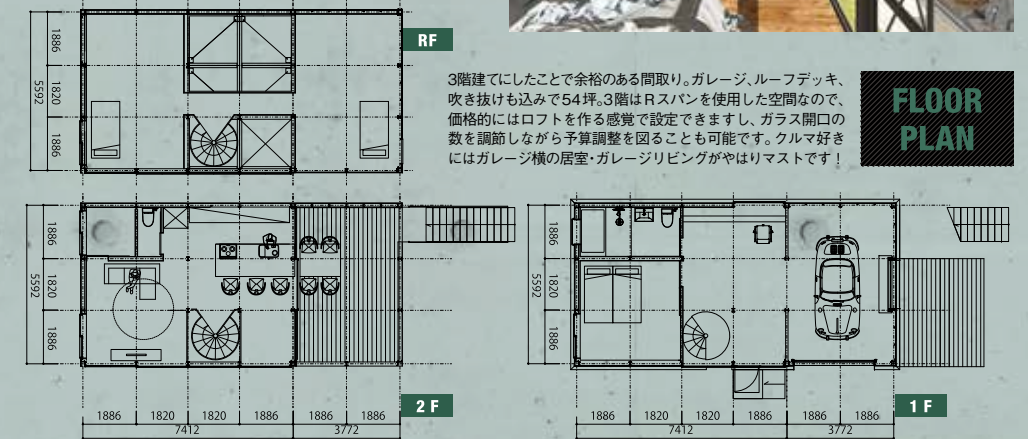 1886
1820
5592
1886
RF
3階建てにしたことで余裕のある間取り。ガレージ、ルーフデッキ、
吹き抜けも込みで54坪。3階はRスパンを使用した空間なので、
価格的にはロフトを作る感覚で設定できますし、ガラス開口の
数を調節しながら予算調整を図ることも可能です。クルマ好き
にはガレージ横の居室・ガレージリビングがやはりマストです！
FLOOR
PLAN
1886
1820
5592
1886
1886 1820 1820 1886 1886 1886
7412 3772
2 F
1886
1820
5592
1886
1886 1820 1820 1886 1886 1886
7412 3772
1 F